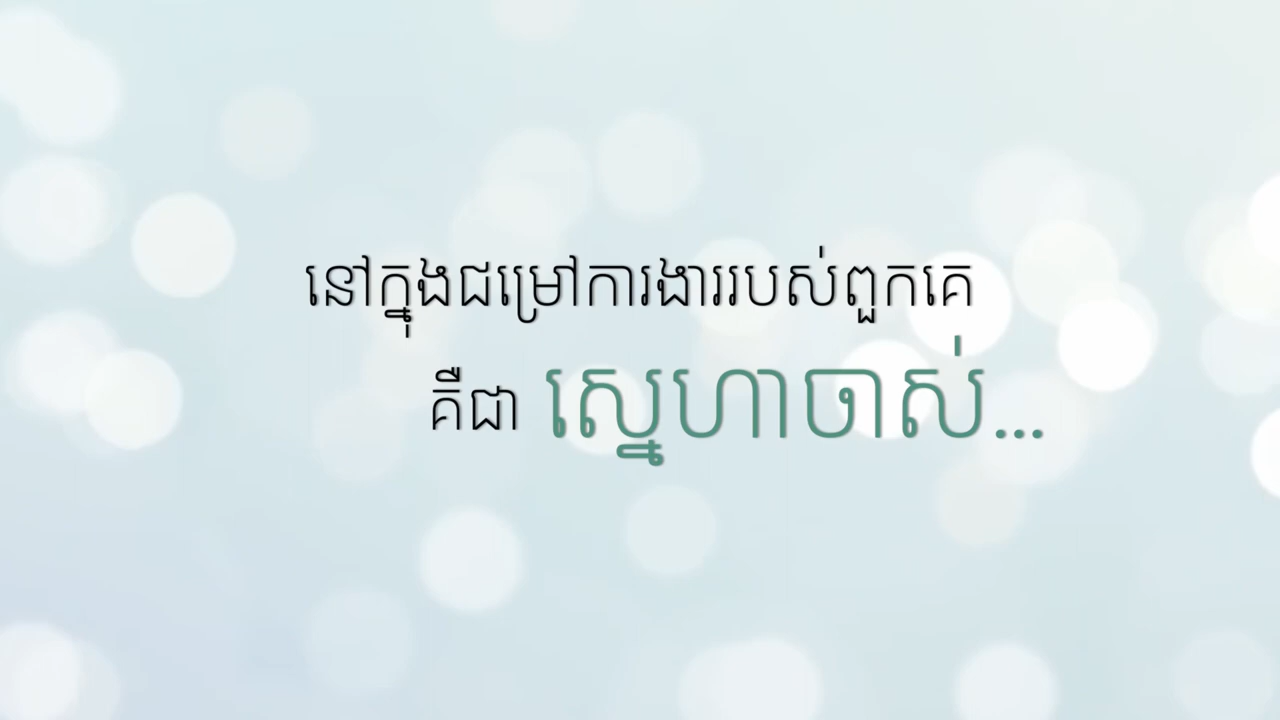 នៅក្នុងជម្រៅការងាររបស់ពួកគេ
គឺជា ស្នេហាចាស់...